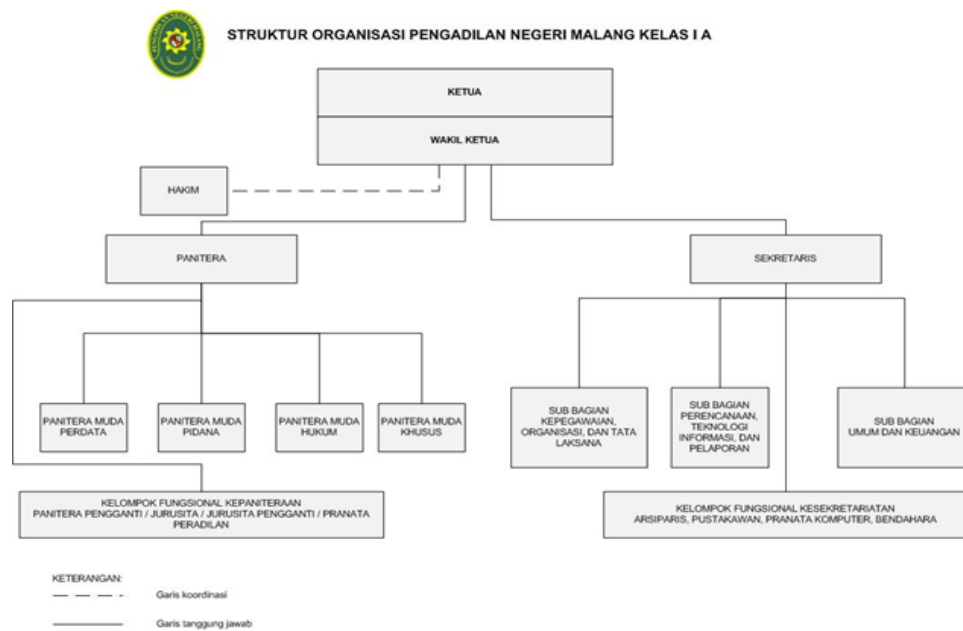 STRUKTUR ORGANISASI PENGADILAN NEGERI MALANG KELAS I A
KETUA
WAKIL KETUA
HAKIM
PANITERA
SEKRETARIS
PANITERA MUDA
PERDATA
PANITERA MUDA
PIDANA
PANITERA MUDA
HUKUM
PANITERA MUDA
KHUSUS
SUB BAGIAN
KEPEGAWAIAN,
ORGANISASI, DAN TATA
LAKSANA
SUB BAGIAN
PERENCANAAN,
TEKNOLOGI
INFORMASI, DAN
PELAPORAN
SUB BAGIAN
UMUM DAN KEUANGAN
KELOMPOK FUNGSIONAL KEPANITERAAN
PANITERA PENGGANTI / JURUSITA / JURUSITA PENGGANTI / PRANATA
PERADILAN
KELOMPOK FUNGSIONAL KESEKRETARIATAN
ARSIPARIS, PUSTAKAWAN, PRANATA KOMPUTER, BENDAHARA
KETERANGAN:
Garis koordinasi
Garis tanggung jawab